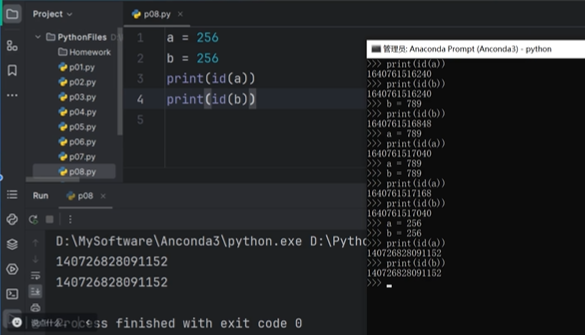 Project
p08.py
PythonFiles
Homework
p01.py
p02.py
p03.py
p04.py
p05.py
p06.py
p07.py
p08.py
1 a = 256
2 b = 256
3 print(id(a))
4 print(id(b))
5
Run p08
D:\MySoftware\Anconda3\python.exe D:\Pytho
140726828091152
140726828091152
Process finished with exit code 0
管理员: Anaconda Prompt (Anaconda3) - python
>>> print(id(a))
1640761516240
>>> print(id(b))
1640761516240
>>> b = 789
>>> print(id(b))
1640761516848
>>> a = 789
>>> print(id(a))
1640761517040
>>> a = 789
>>> b = 789
>>> print(id(a))
1640761517168
>>> print(id(b))
1640761517040
>>> a = 256
>>> b = 256
>>> print(id(a))
140726828091152
>>> print(id(b))
140726828091152
>>>